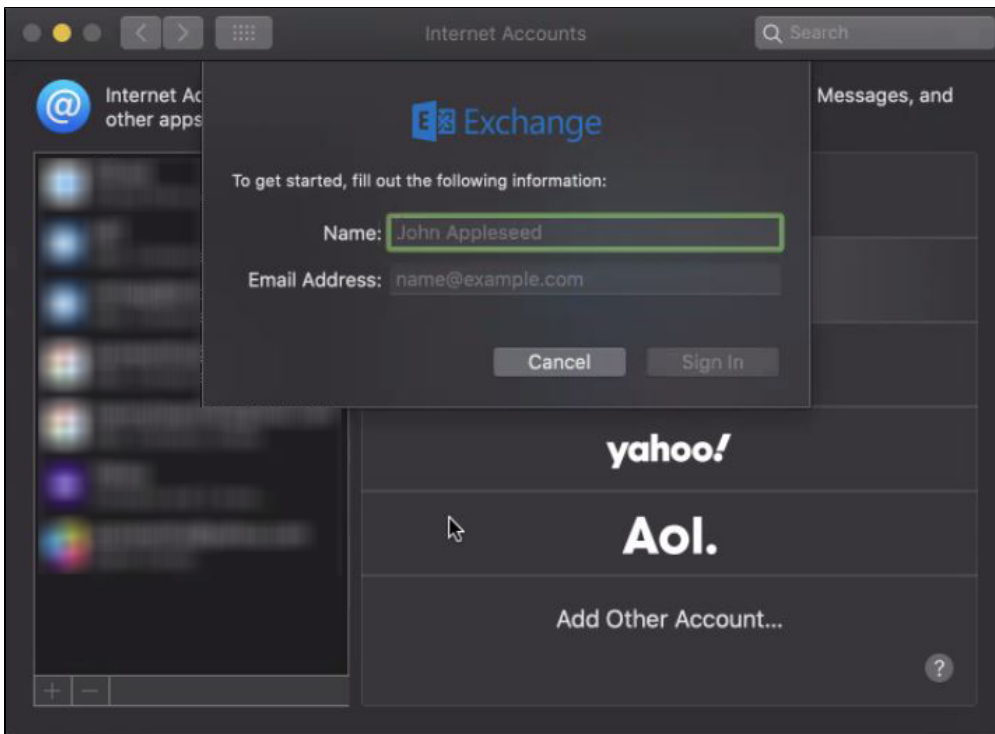 Internet Accounts
Search
Internet Ac
other apps
Messages, and
E Exchange
To get started, fill out the following information:
Name: John Appleseed
Email Address: name@example.com
Cancel
Sign In
yahoo!
Aol.
Add Other Account...
?